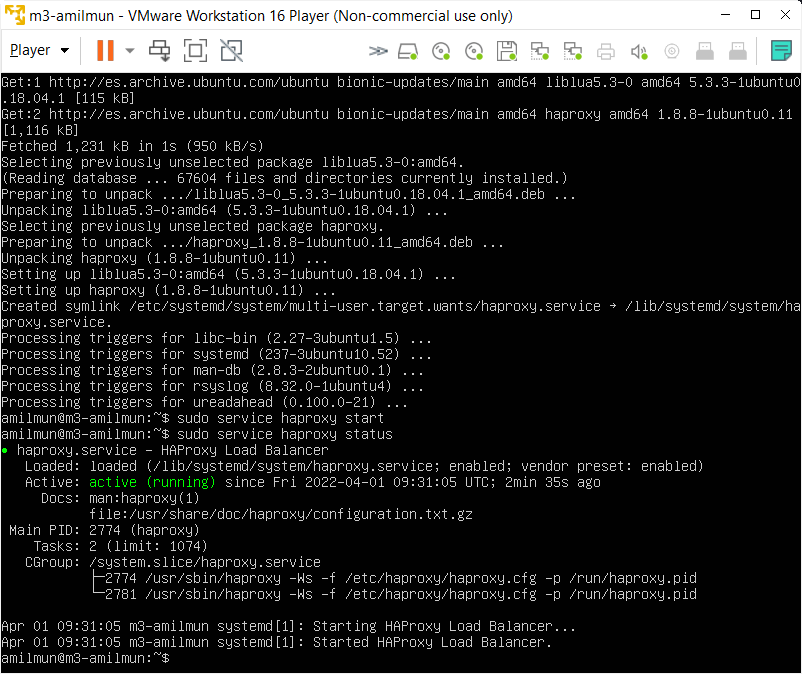 m3-amilmun - VMware Workstation 16 Player (Non-commercial use only)
Player
Get:1 http://es.archive.ubuntu.com/ubuntu bionic-updates/main amd64 liblua5.3-0 amd64 5.3.3-1ubuntu0
.18.04.1 [115 kB]
Get:2 http://es.archive.ubuntu.com/ubuntu bionic-updates/main amd64 haproxy amd64 1.8.8-1ubuntu0.11
[1,116 kB]
Fetched 1,231 kB in 1s (950 kB/s)
Selecting previously unselected package liblua5.3-0:amd64.
(Reading database ... 67604 files and directories currently installed.)
Preparing to unpack .../liblua5.3-0_5.3.3-1ubuntu0.18.04.1_amd64.deb ...
Unpacking liblua5.3-0:amd64 (5.3.3-1ubuntu0.18.04.1) ...
Selecting previously unselected package haproxy.
Preparing to unpack .../haproxy_1.8.8-1ubuntu0.11_amd64.deb ...
Unpacking haproxy (1.8.8-1ubuntu0.11) ...
Setting up liblua5.3-0:amd64 (5.3.3-1ubuntu0.18.04.1) ...
Setting up haproxy (1.8.8-1ubuntu0.11) ...
Created symlink /etc/systemd/system/multi-user.target.wants/haproxy.service → /lib/systemd/system/ha
proxy.service.
Processing triggers for libc-bin (2.27-3ubuntu1.5) ...
Processing triggers for systemd (237-3ubuntu10.52) ...
Processing triggers for man-db (2.8.3-2ubuntu0.1) ...
Processing triggers for rsyslog (8.32.0-1ubuntu4) ...
Processing triggers for ureadahead (0.100.0-21) ...
amilmun@m3-amilmun:~$ sudo service haproxy start
amilmun@m3-amilmun:~$ sudo service haproxy status
● haproxy.service - HAProxy Load Balancer
   Loaded: loaded (/lib/systemd/system/haproxy.service; enabled; vendor preset: enabled)
   Active: active (running) since Fri 2022-04-01 09:31:05 UTC; 2min 35s ago
     Docs: man:haproxy(1)
           file:/usr/share/doc/haproxy/configuration.txt.gz
 Main PID: 2774 (haproxy)
    Tasks: 2 (limit: 1074)
   CGroup: /system.slice/haproxy.service
           ├─2774 /usr/sbin/haproxy -Ws -f /etc/haproxy/haproxy.cfg -p /run/haproxy.pid
           └─2781 /usr/sbin/haproxy -Ws -f /etc/haproxy/haproxy.cfg -p /run/haproxy.pid
Apr 01 09:31:05 m3-amilmun systemd[1]: Starting HAProxy Load Balancer...
Apr 01 09:31:05 m3-amilmun systemd[1]: Started HAProxy Load Balancer.
amilmun@m3-amilmun:~$